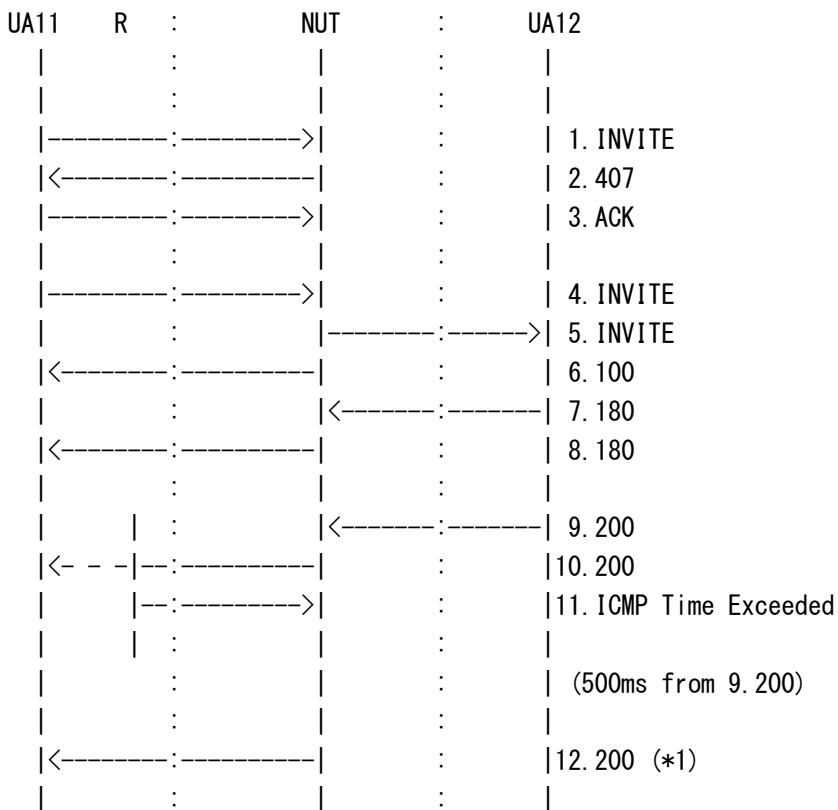 UA11 R : NUT : UA12
| : | : |
| : | : |
|---------:--------->| : | 1. INVITE
|<---------:----------| : | 2. 407
|---------:--------->| : | 3. ACK
| : | : |
|---------:--------->| : | 4. INVITE
| : |--------:------>| 5. INVITE
|<---------:----------| : | 6. 100
| : |<-------:-------| 7. 180
|<---------:----------| : | 8. 180
| : | : |
| | : |<-------:-------| 9. 200
|<- - -|--:----------| : |10. 200
| |--:--------->| : |11. ICMP Time Exceeded
| | : | : |
| : | : | (500ms from 9. 200)
| : | : |
|<--------:----------| : |12. 200 (*1)
| : | : |